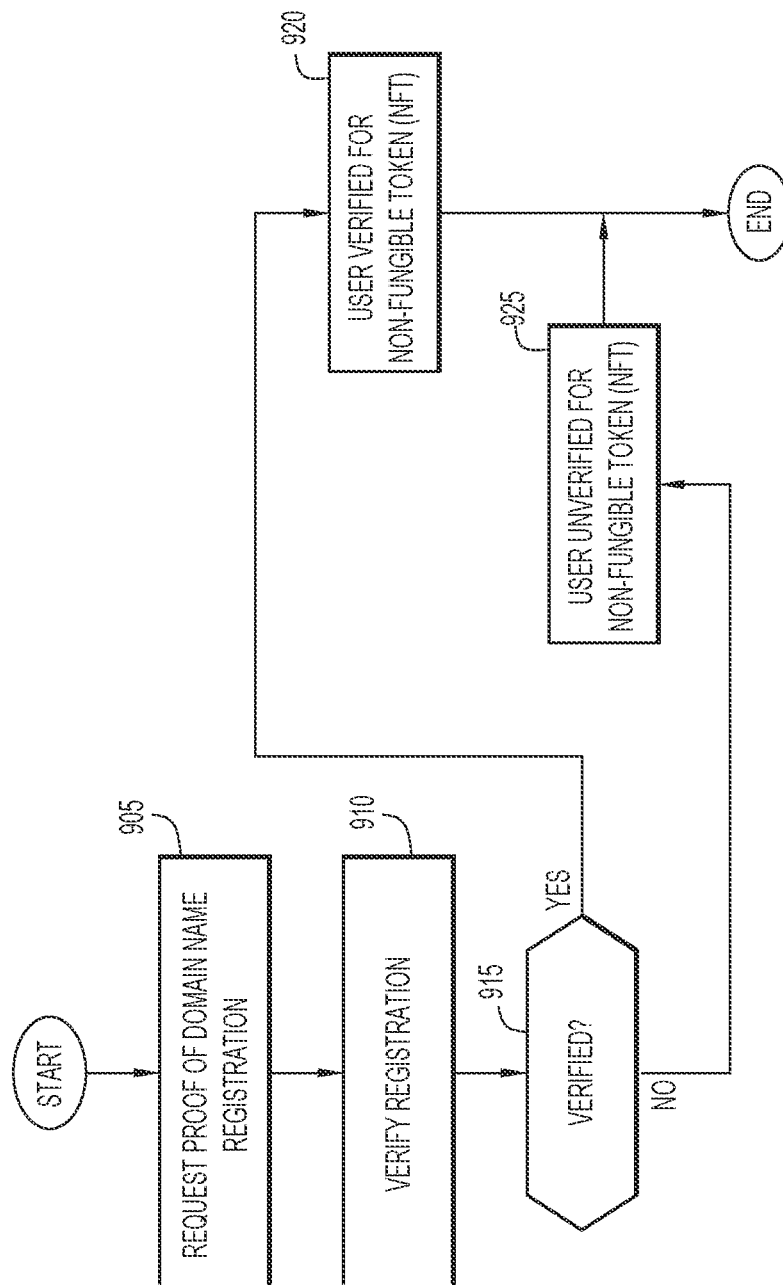 START
905
REQUEST PROOF OF DOMAIN NAME
REGISTRATION
910
VERIFY REGISTRATION
915
VERIFIED?
YES
NO
920
USER VERIFIED FOR
NON-FUNGIBLE TOKEN (NFT)
925
USER UNVERIFIED FOR
NON-FUNGIBLE TOKEN (NFT)
END